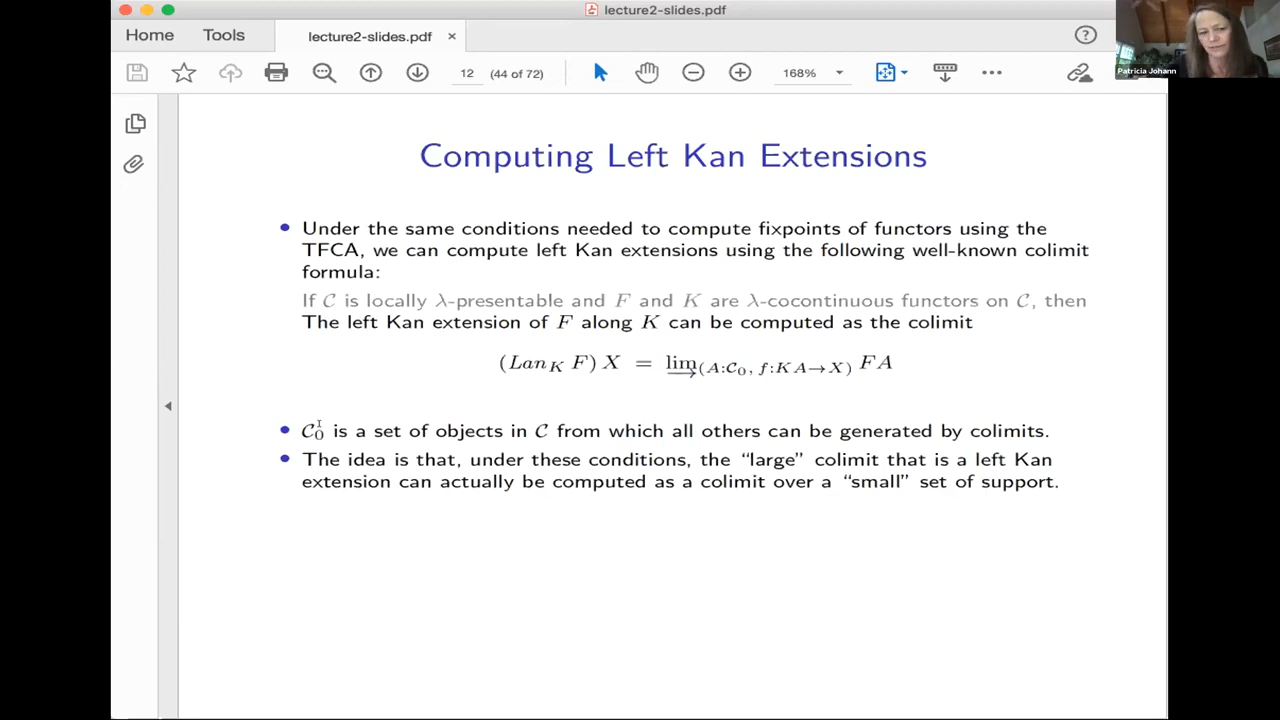 lecture2-slides.pdf
Home Tools lecture2-slides.pdf ×
12 (44 of 72) 168%
Patricia Johann
Computing Left Kan Extensions
• Under the same conditions needed to compute fixpoints of functors using the
TFCA, we can compute left Kan extensions using the following well-known colimit
formula:
If 𝒞 is locally λ-presentable and F and K are λ-cocontinuous functors on 𝒞, then
The left Kan extension of F along K can be computed as the colimit
(Lan_K F) X = lim→_(A:𝒞₀, f:KA→X) FA
• 𝒞₀ is a set of objects in 𝒞 from which all others can be generated by colimits.
• The idea is that, under these conditions, the “large” colimit that is a left Kan
extension can actually be computed as a colimit over a “small” set of support.